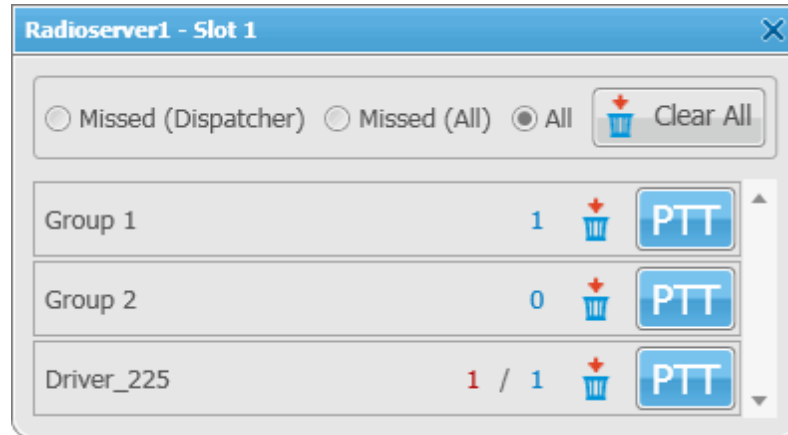 Radioserver1 - Slot 1
Missed (Dispatcher) Missed (All) All Clear All
Group 1 1 PTT
Group 2 0 PTT
Driver_225 1 / 1 PTT